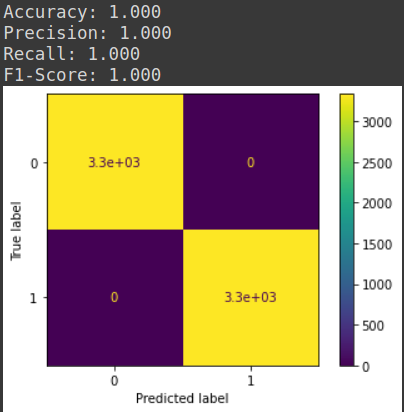 Accuracy: 1.000
Precision: 1.000
Recall: 1.000
F1-Score: 1.000
3000
0 3.3e+03 0
2500
2000
True label
1500
1 0 3.3e+03
1000
500
0
0 1
Predicted label